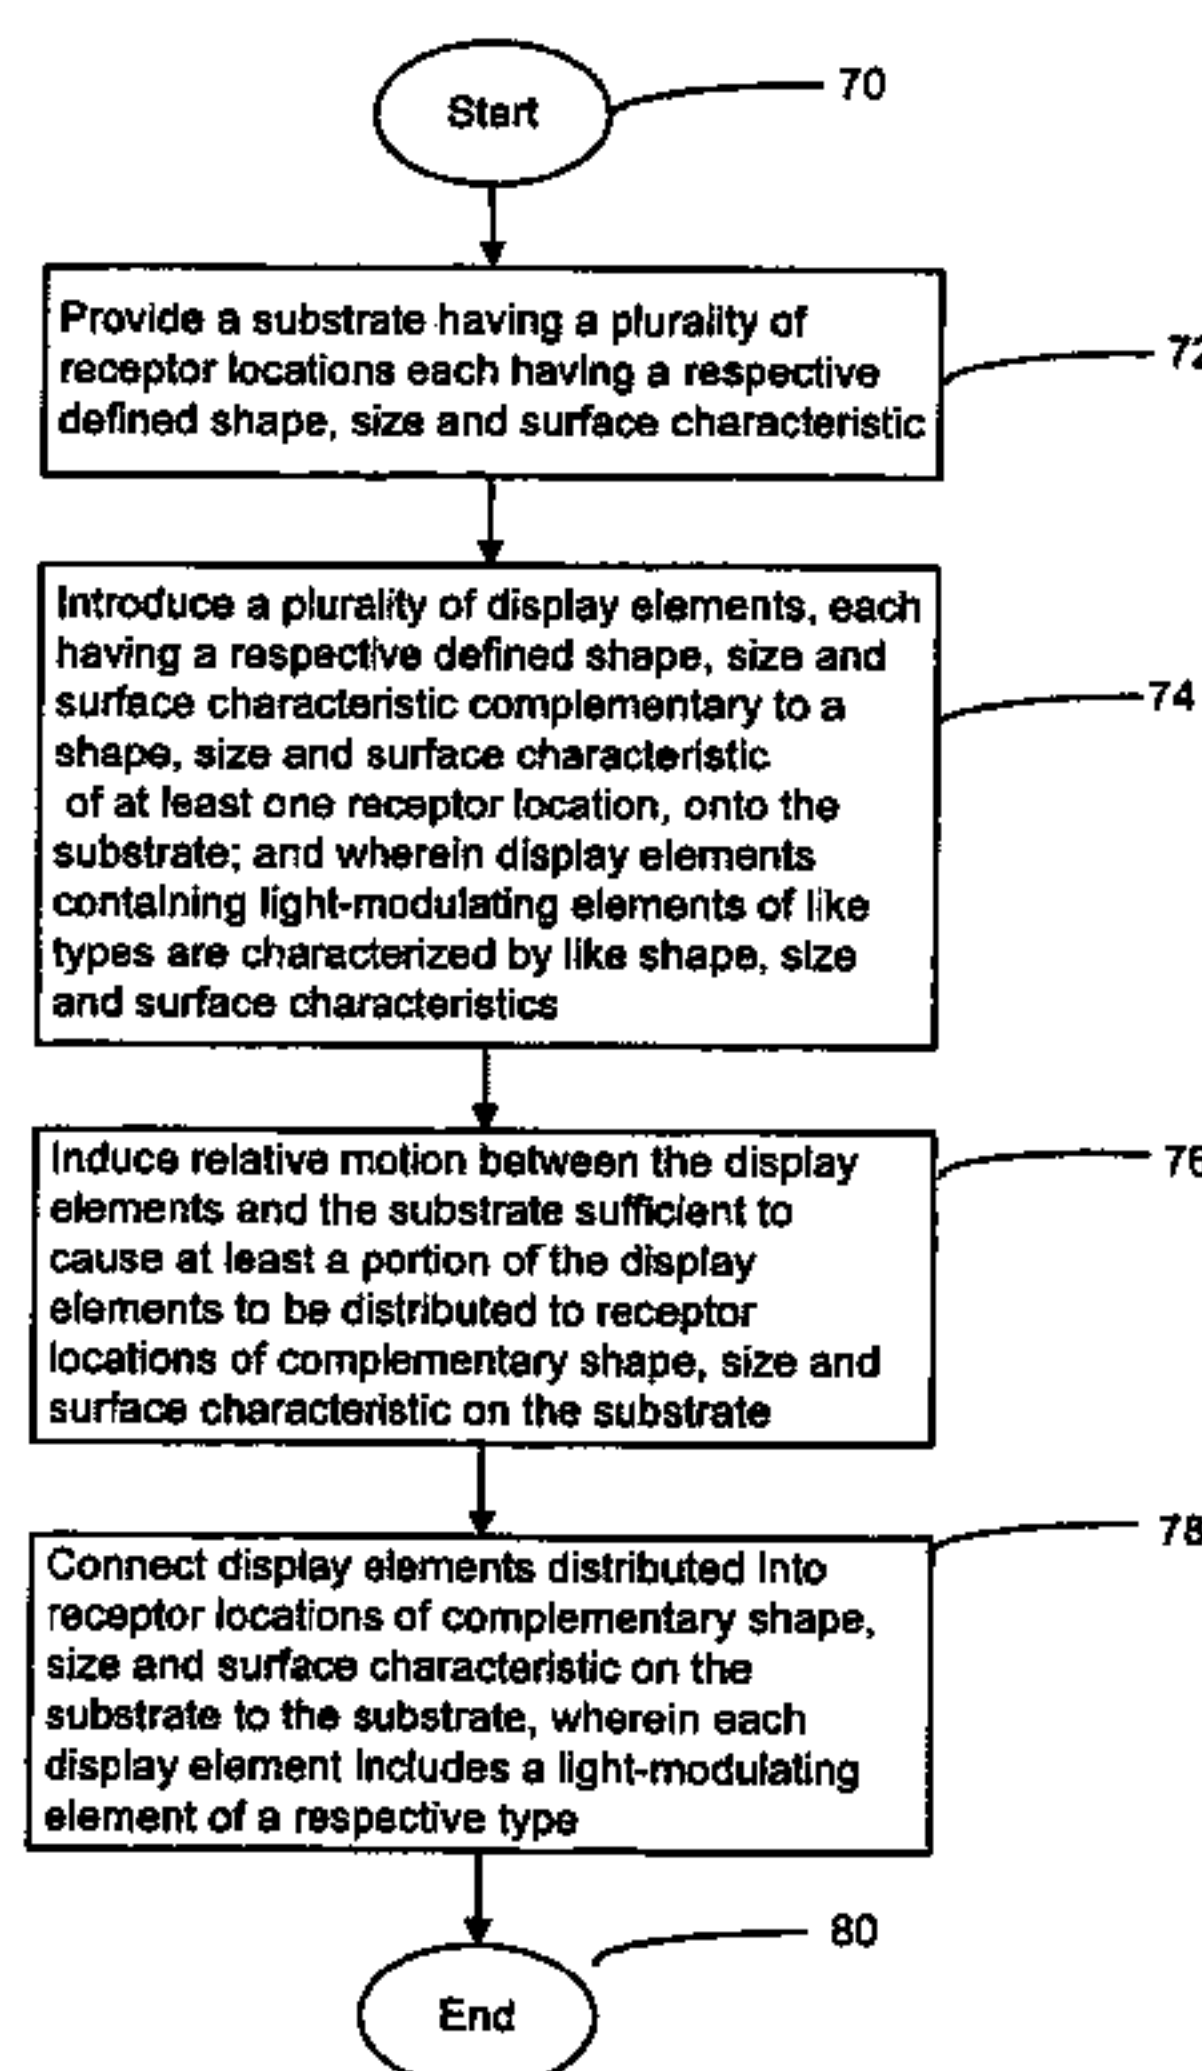 Start
70
Provide a substrate having a plurality of
receptor locations each having a respective
defined shape, size and surface characteristic
72
Introduce a plurality of display elements, each
having a respective defined shape, size and
surface characteristic complementary to a
shape, size and surface characteristic
of at least one receptor location, onto the
substrate; and wherein display elements
containing light-modulating elements of like
types are characterized by like shape, size
and surface characteristics
74
Induce relative motion between the display
elements and the substrate sufficient to
cause at least a portion of the display
elements to be distributed to receptor
locations of complementary shape, size and
surface characteristic on the substrate
76
Connect display elements distributed into
receptor locations of complementary shape,
size and surface characteristic on the
substrate to the substrate, wherein each
display element includes a light-modulating
element of a respective type
78
80
End